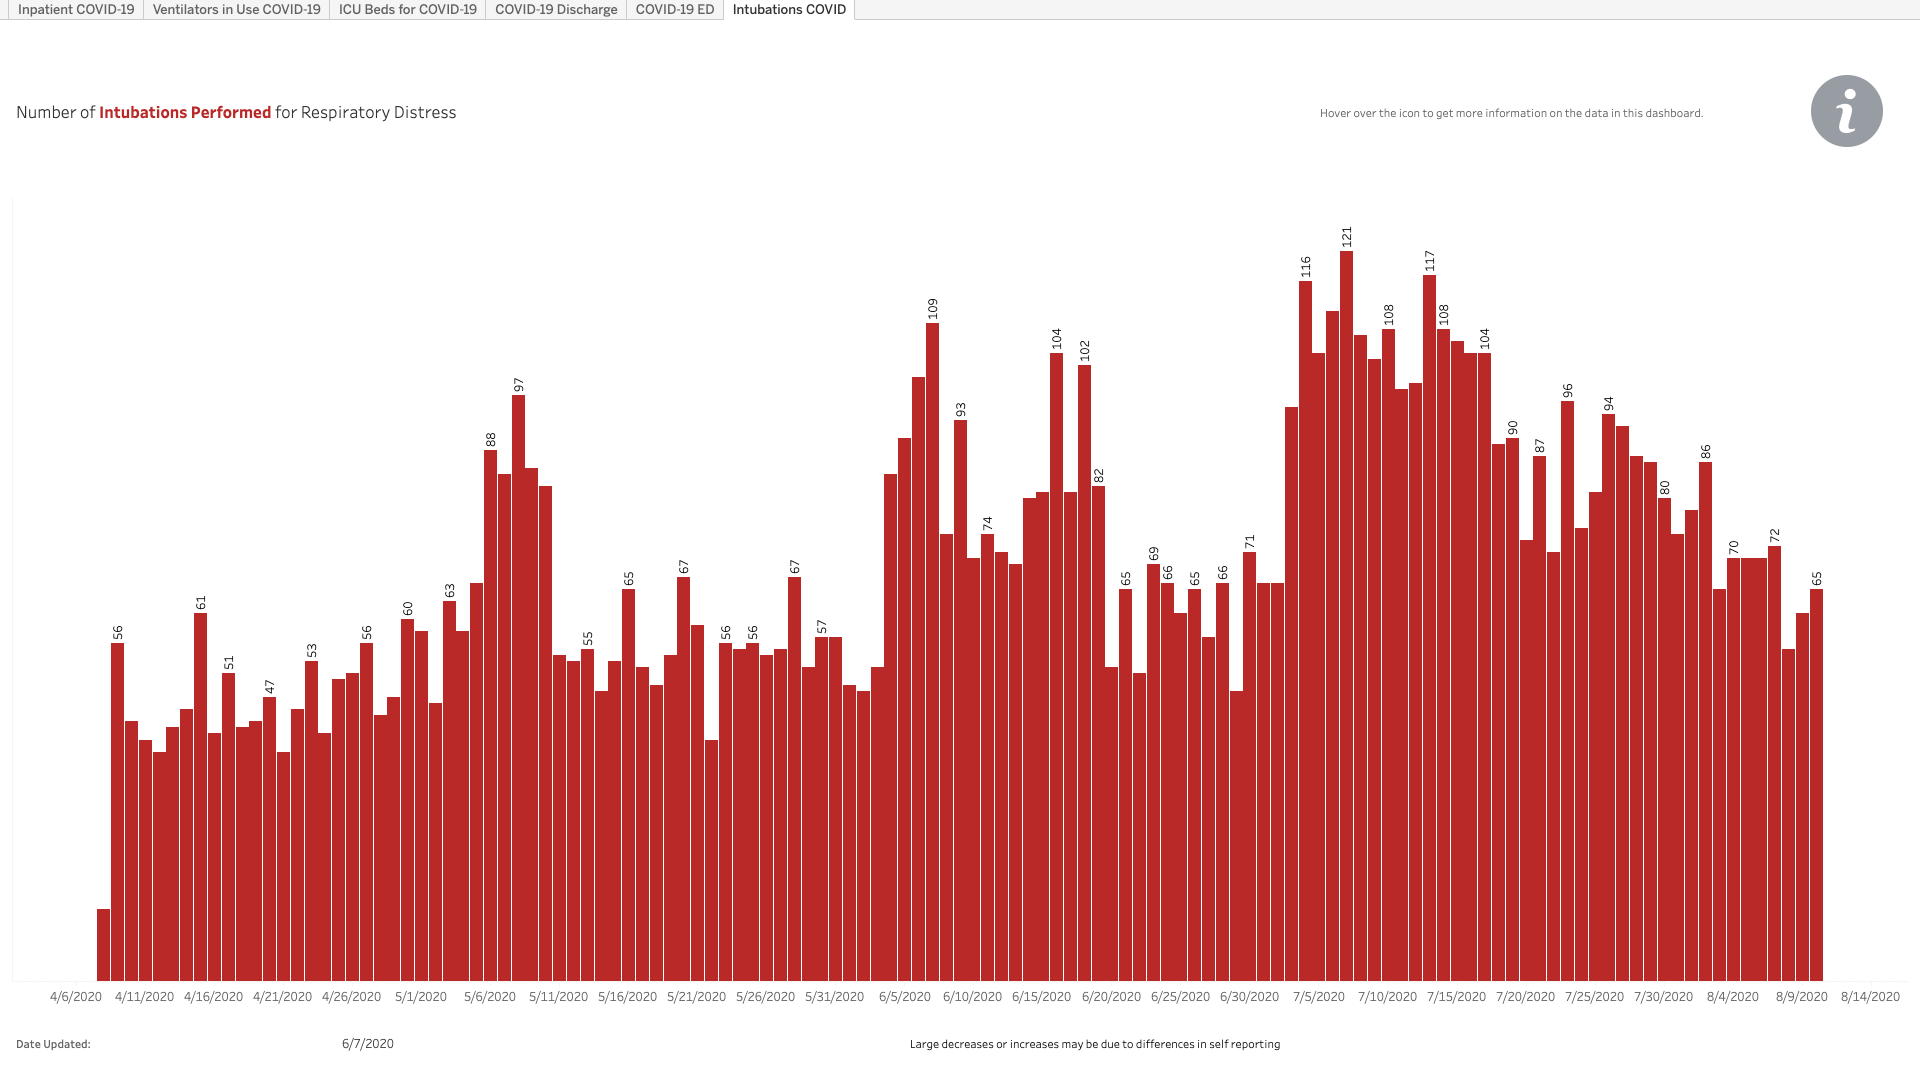 Inpatient COVID-19 Ventilators in Use COVID-19 ICU Beds for COVID-19 COVID-19 Discharge COVID-19 ED Intubations COVID
Number of Intubations Performed for Respiratory Distress
Hover over the icon to get more information on the data in this dashboard.
i
56 61 51 47 53 56 60 63 88 97 55 65 67 56 56 67 57 109 93 74 104 102 82 65 69 66 65 66 71 116 121 108 117 108 104 90 87 96 94 80 86 70 72 65
4/6/2020 4/11/2020 4/16/2020 4/21/2020 4/26/2020 5/1/2020 5/6/2020 5/11/2020 5/16/2020 5/21/2020 5/26/2020 5/31/2020 6/5/2020 6/10/2020 6/15/2020 6/20/2020 6/25/2020 6/30/2020 7/5/2020 7/10/2020 7/15/2020 7/20/2020 7/25/2020 7/30/2020 8/4/2020 8/9/2020 8/14/2020
Date Updated: 6/7/2020
Large decreases or increases may be due to differences in self reporting